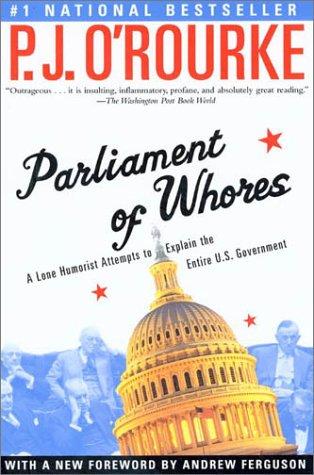 #1 NATIONAL BESTSELLER
P.J. O'ROURKE
"Outrageous . . . it is insulting, inflammatory, profane, and absolutely great reading."
—The Washington Post Book World
Parliament
of Whores
A Lone Humorist Attempts to Explain the
Entire U.S. Government
WITH A NEW FOREWORD BY ANDREW FERGUSON